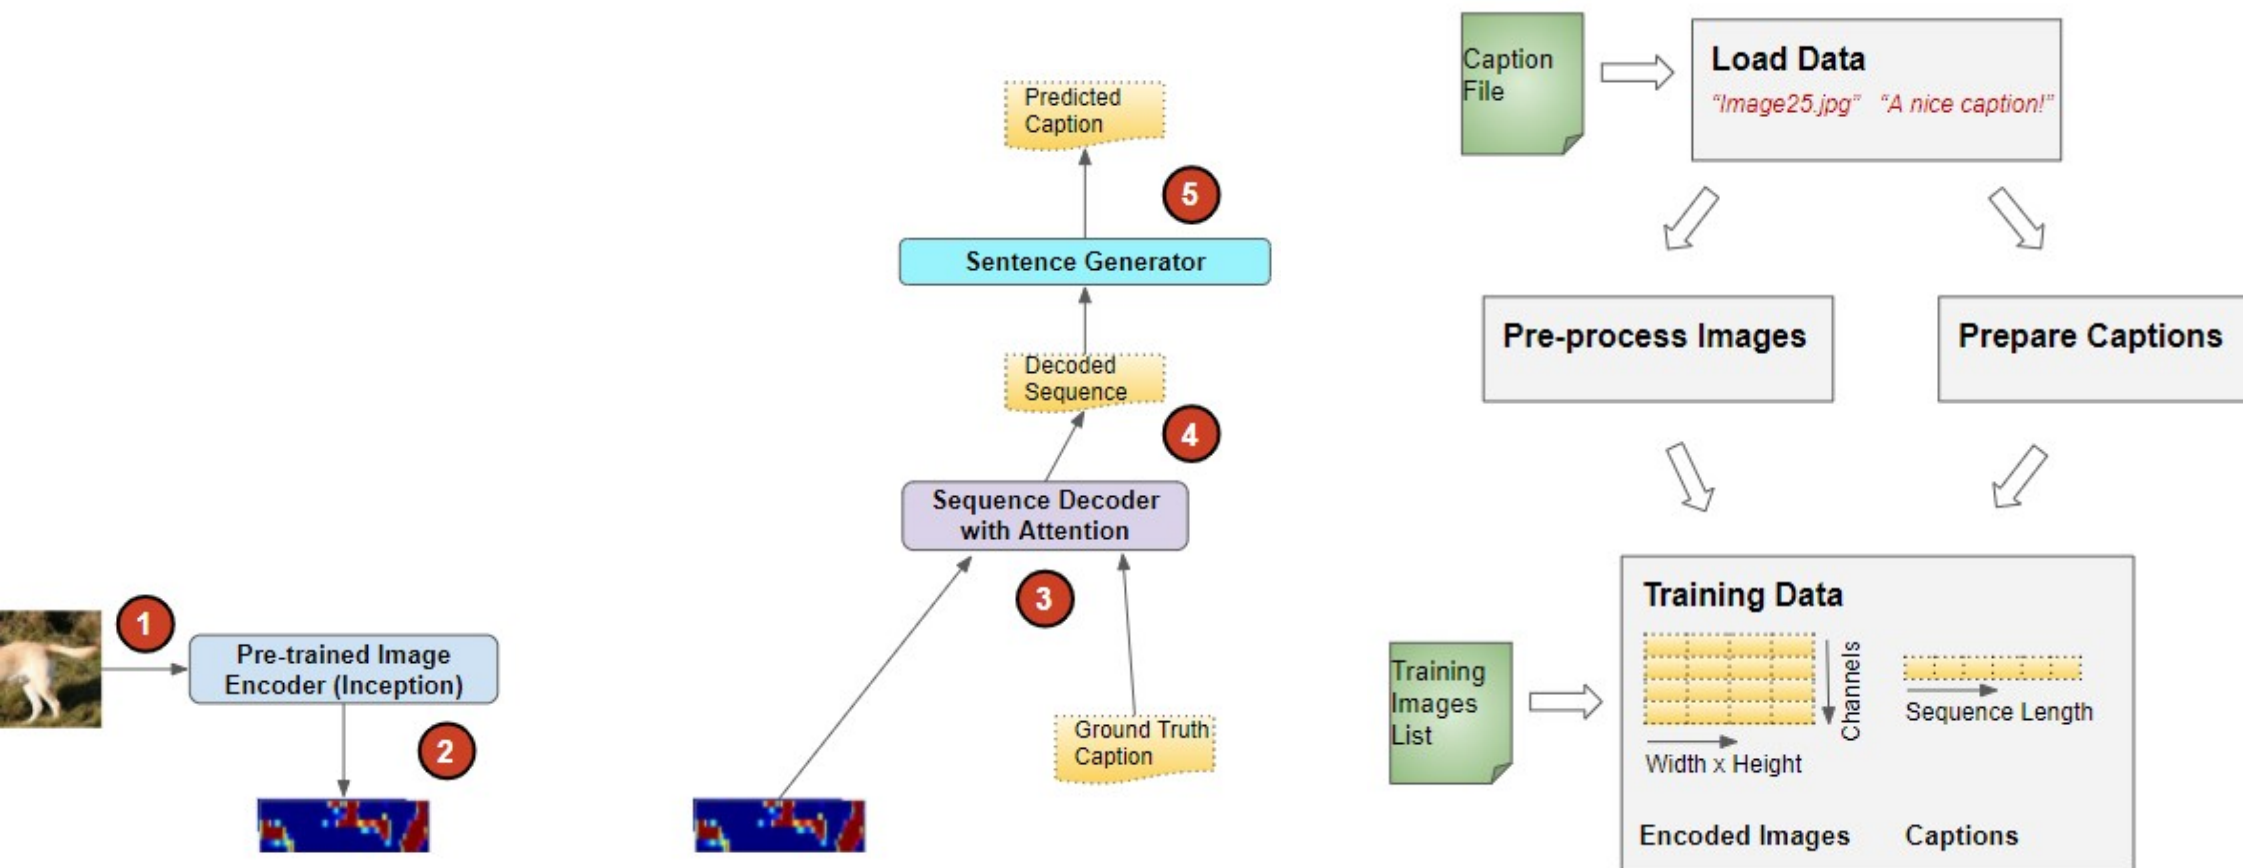 1
Pre-trained Image
Encoder (Inception)
2
Predicted
Caption
5
Sentence Generator
Decoded
Sequence
4
Sequence Decoder
with Attention
3
Ground Truth
Caption
Caption
File
Load Data
"Image25.jpg" "A nice caption!"
Pre-process Images
Prepare Captions
Training
Images
List
Training Data
Channels
Width x Height
Sequence Length
Encoded Images
Captions